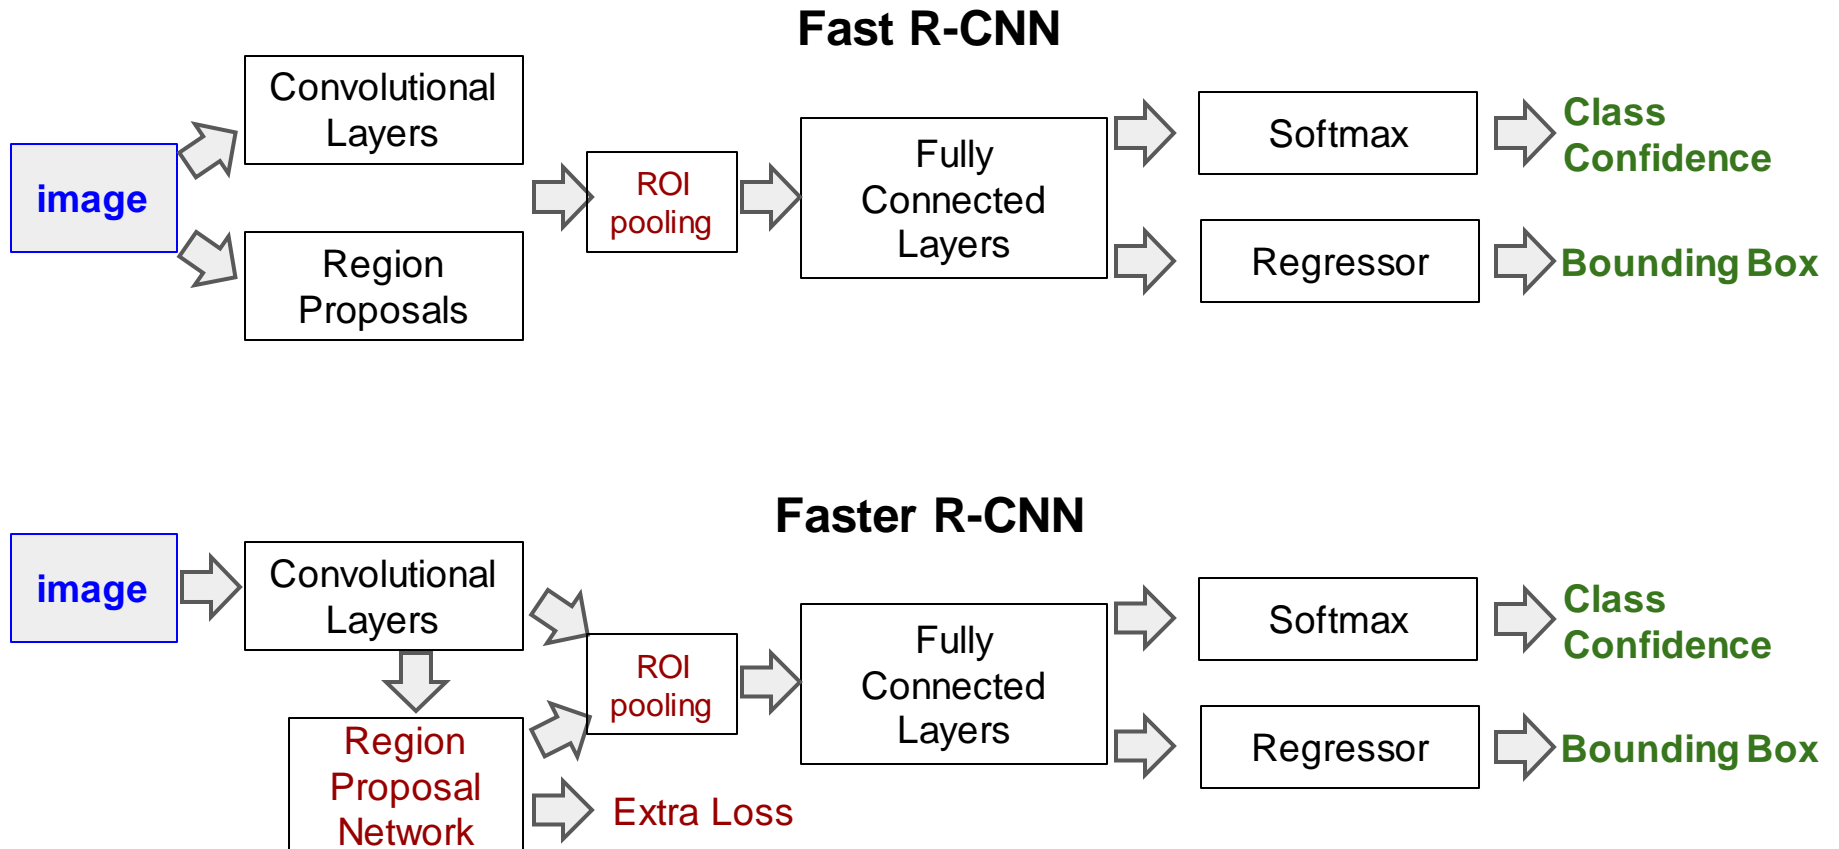 Fast R-CNN
image
Convolutional
Layers
Region
Proposals
ROI
pooling
Fully
Connected
Layers
Softmax
Class
Confidence
Regressor
Bounding Box
Faster R-CNN
image
Convolutional
Layers
Region
Proposal
Network
Extra Loss
ROI
pooling
Fully
Connected
Layers
Softmax
Class
Confidence
Regressor
Bounding Box